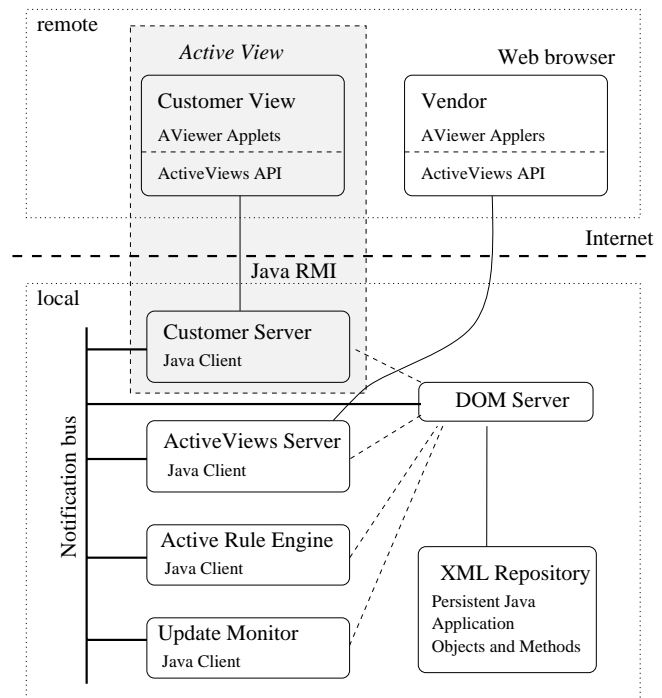 remote
Active View
Web browser
Customer View
AViewer Applets
ActiveViews API
Vendor
AViewer Applers
ActiveViews API
Internet
Java RMI
local
Customer Server
Java Client
DOM Server
Notification bus
ActiveViews Server
Java Client
Active Rule Engine
Java Client
XML Repository
Persistent Java
Application
Objects and Methods
Update Monitor
Java Client